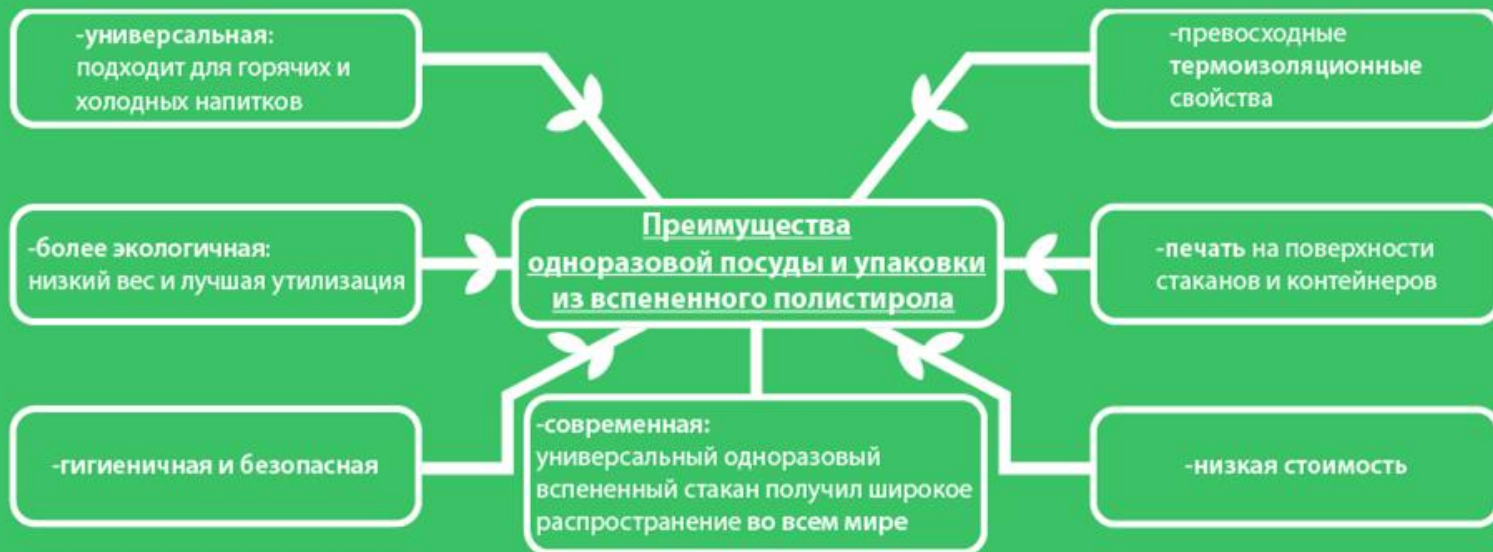 -универсальная:
подходит для горячих и
холодных напитков
-превосходные
термоизоляционные
свойства
Преимущества
одноразовой посуды и упаковки
из вспененного полистирола
-более экологичная:
низкий вес и лучшая утилизация
-печать на поверхности
стаканов и контейнеров
-гигиеничная и безопасная
-современная:
универсальный одноразовый
вспененный стакан получил широкое
распространение во всем мире
-низкая стоимость